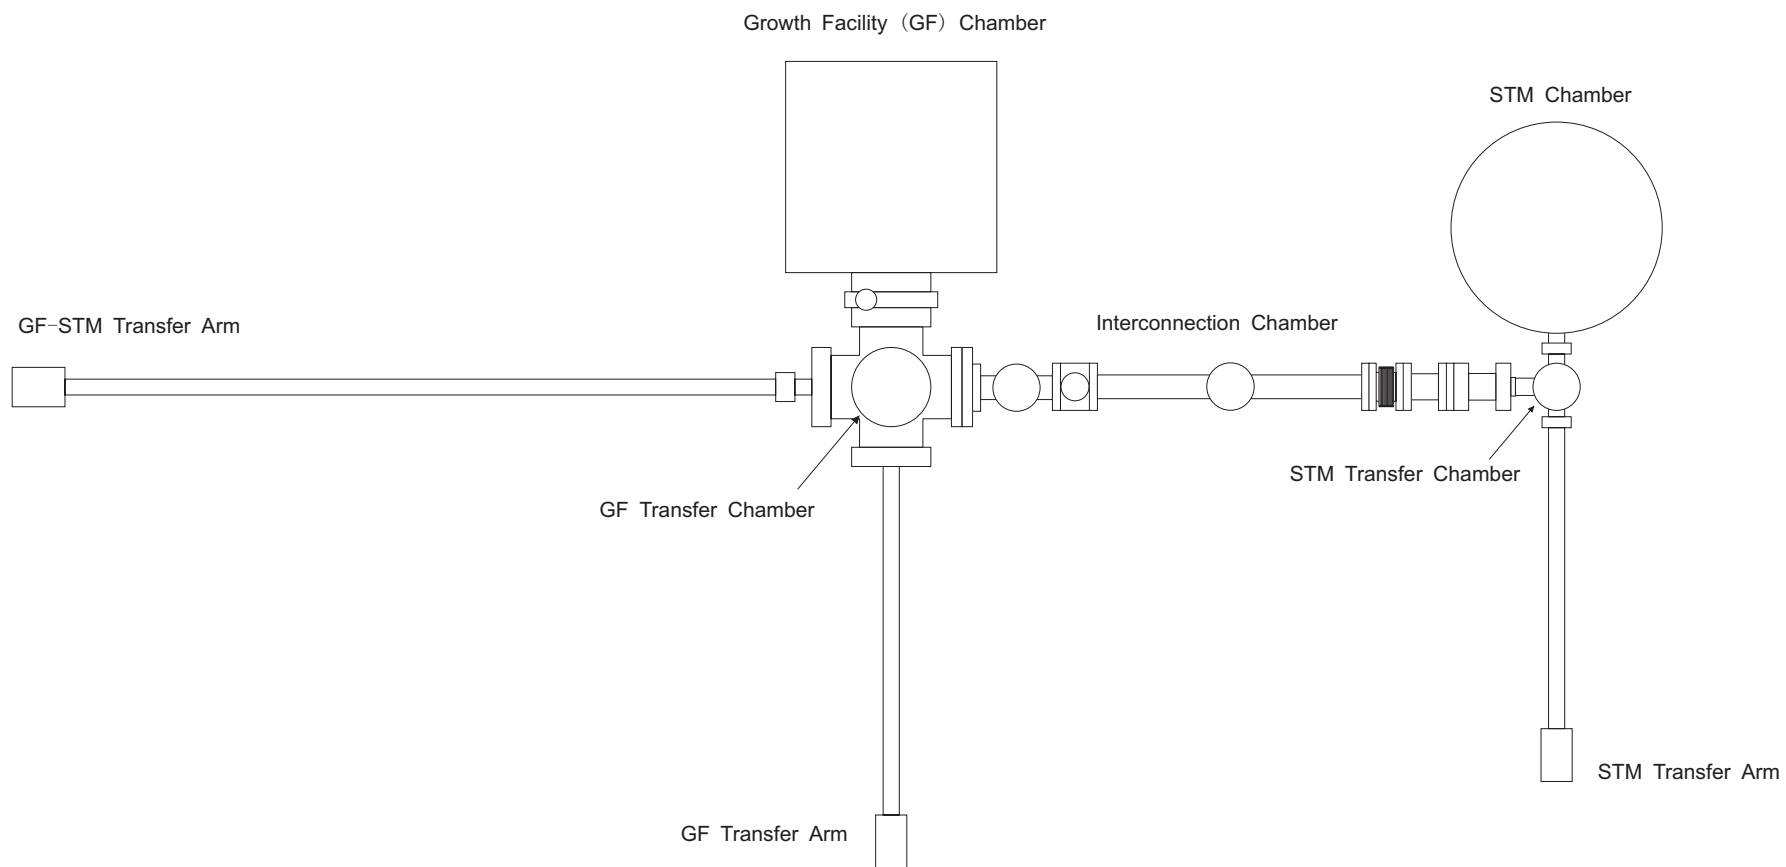 Growth Facility（GF）Chamber
STM Chamber
GF-STM Transfer Arm
Interconnection Chamber
STM Transfer Chamber
GF Transfer Chamber
STM Transfer Arm
GF Transfer Arm